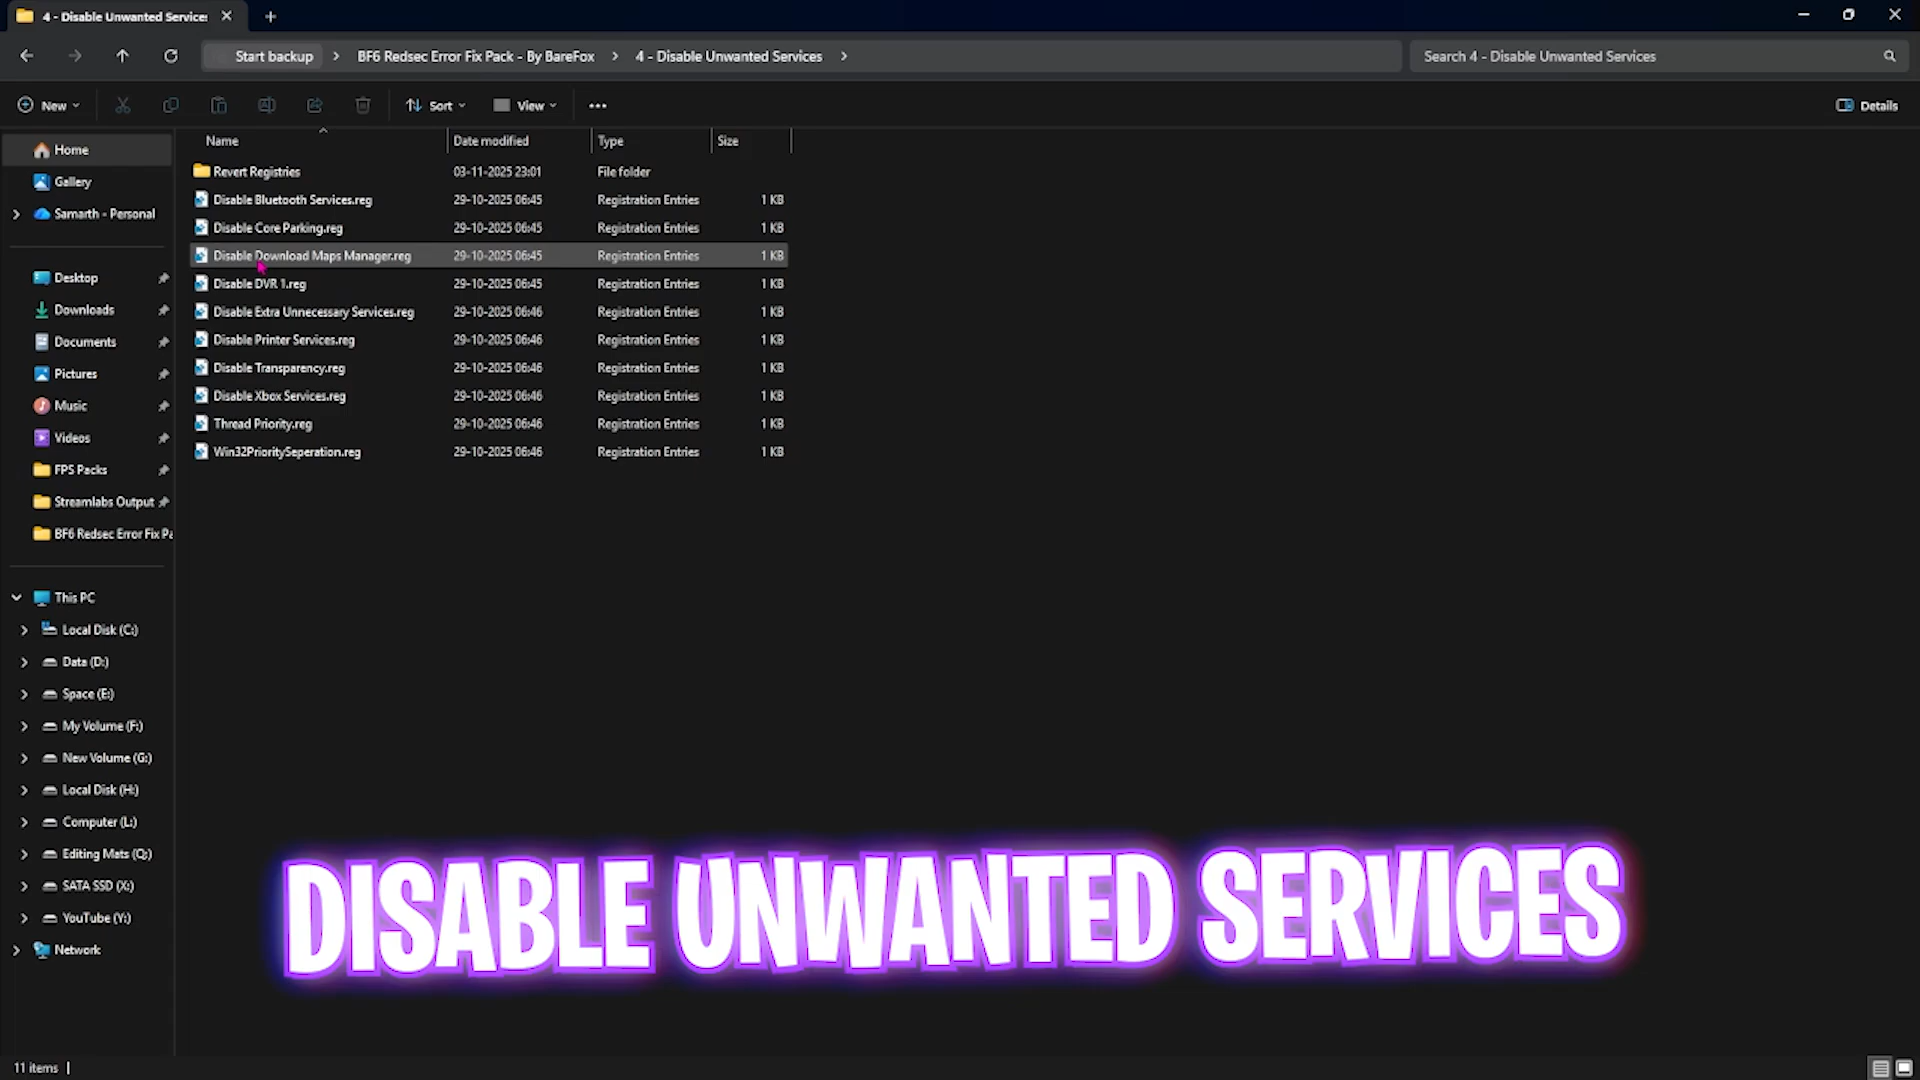 4 - Disable Unwanted Services
Start backup > BF6 Redsec Error Fix Pack - By BareFox > 4 - Disable Unwanted Services >
Search 4 - Disable Unwanted Services
New
Sort
View
Details
Name Date modified Type Size
Revert Registries 03-11-2025 23:01 File folder
Disable Bluetooth Services.reg 29-10-2025 06:45 Registration Entries 1 KB
Disable Core Parking.reg 29-10-2025 06:45 Registration Entries 1 KB
Disable Download Maps Manager.reg 29-10-2025 06:45 Registration Entries 1 KB
Disable DVR 1.reg 29-10-2025 06:45 Registration Entries 1 KB
Disable Extra Unnecessary Services.reg 29-10-2025 06:46 Registration Entries 1 KB
Disable Printer Services.reg 29-10-2025 06:46 Registration Entries 1 KB
Disable Transparency.reg 29-10-2025 06:46 Registration Entries 1 KB
Disable Xbox Services.reg 29-10-2025 06:46 Registration Entries 1 KB
Thread Priority.reg 29-10-2025 06:46 Registration Entries 1 KB
Win32PrioritySeperation.reg 29-10-2025 06:46 Registration Entries 1 KB
Home
Gallery
Samarth - Personal
Desktop
Downloads
Documents
Pictures
Music
Videos
FPS Packs
Streamlabs Output
BF6 Redsec Error Fix Pa
This PC
Local Disk (C:)
Data (D:)
Space (E:)
My Volume (F:)
New Volume (G:)
Local Disk (H:)
Computer (L:)
Editing Mats (Q:)
SATA SSD (X:)
YouTube (Y:)
Network
DISABLE UNWANTED SERVICES
11 items